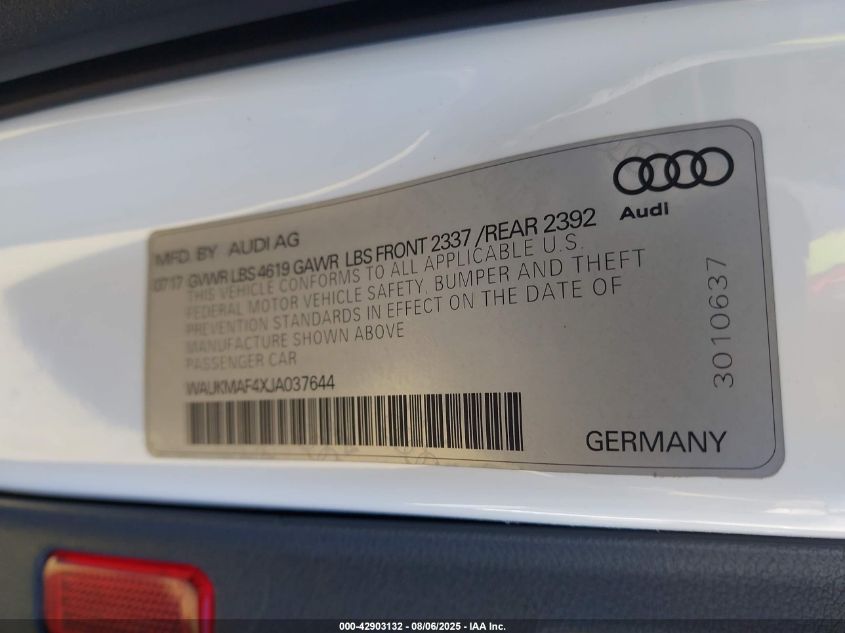 Audi
MFD. BY AUDI AG
07 17 GVWR LBS 4619 GAWR LBS FRONT 2337 /REAR 2392
THIS VEHICLE CONFORMS TO ALL APPLICABLE U.S.
FEDERAL MOTOR VEHICLE SAFETY, BUMPER AND THEFT
PREVENTION STANDARDS IN EFFECT ON THE DATE OF
MANUFACTURE SHOWN ABOVE
PASSENGER CAR
WAUKMAF4XJA037644
GERMANY
3010637
000-42903132 - 08/06/2025 - IAA Inc.